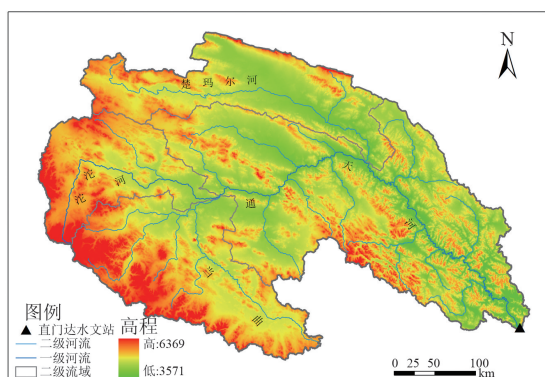 N
楚玛尔河
沱沱河
通天河
当曲
图例
直门达水文站
二级河流
一级河流
二级流域
高程
高:6369
低:3571
0 25 50 100
km